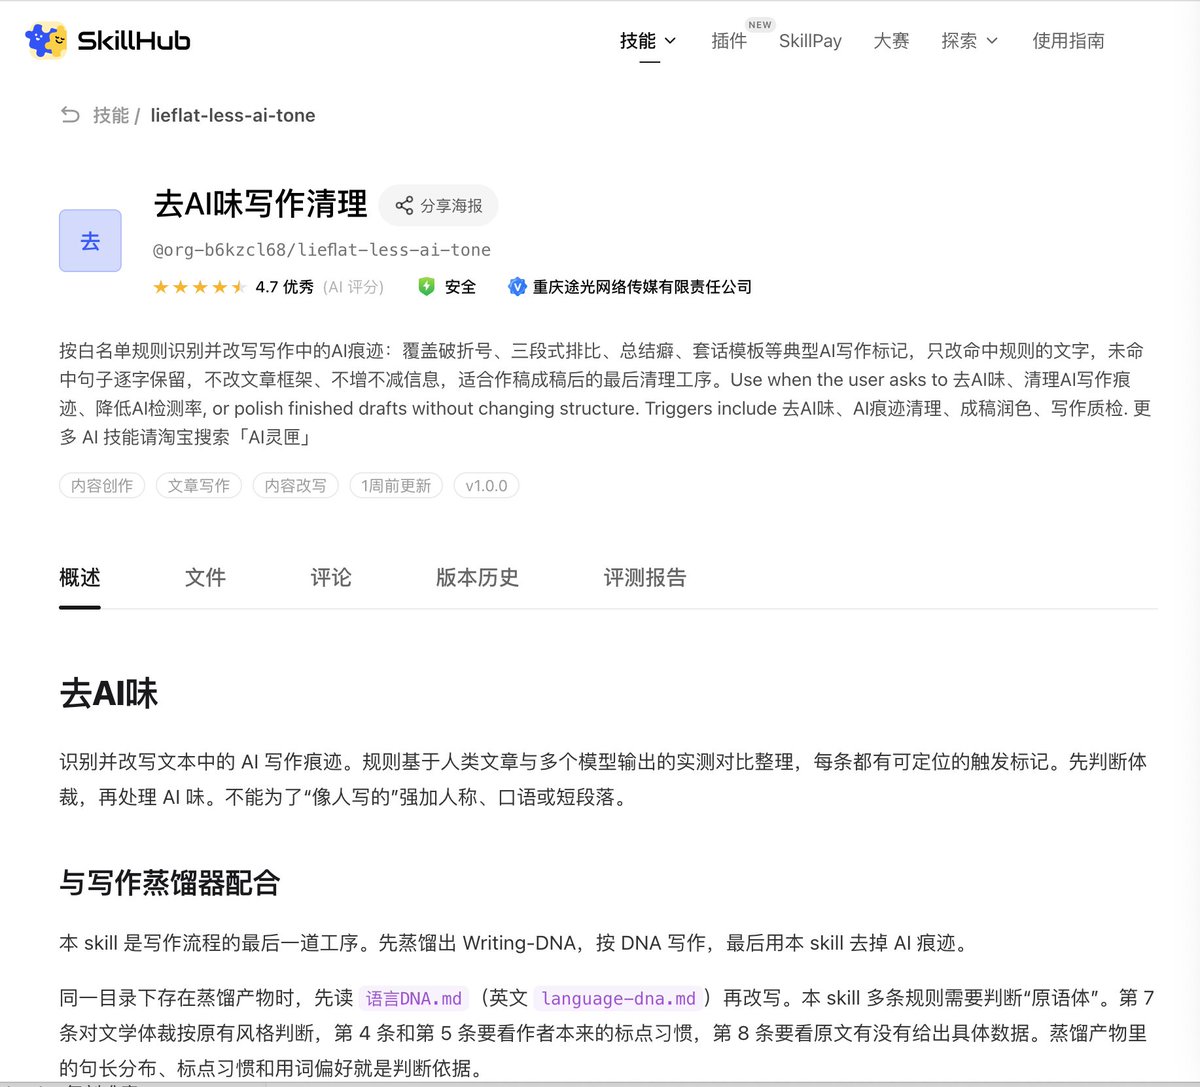 SkillHub
技能 插件 NEW SkillPay 大赛 探索 使用指南
技能 / lieflat-less-ai-tone
去AI味写作清理 分享海报
去
@org-b6kzcl68/lieflat-less-ai-tone
4.7 优秀 (AI 评分) 安全 重庆途光网络传媒有限责任公司
按白名单规则识别并改写写作中的AI痕迹：覆盖破折号、三段式排比、总结癖、套话模板等典型AI写作标记，只改命中规则的文字，未命
中句子逐字保留，不改文章框架、不增不减信息，适合作稿成稿后的最后清理工序。Use when the user asks to 去AI味、清理AI写作痕
迹、降低AI检测率, or polish finished drafts without changing structure. Triggers include 去AI味、AI痕迹清理、成稿润色、写作质检. 更
多 AI 技能请淘宝搜索「AI灵匣」
内容创作 文章写作 内容改写 1周前更新 v1.0.0
概述 文件 评论 版本历史 评测报告
去AI味
识别并改写文本中的 AI 写作痕迹。规则基于人类文章与多个模型输出的实测对比整理，每条都有可定位的触发标记。先判断体
裁，再处理 AI 味。不能为了“像人写的”强加人称、口语或短段落。
与写作蒸馏器配合
本 skill 是写作流程的最后一道工序。先蒸馏出 Writing-DNA，按 DNA 写作，最后用本 skill 去掉 AI 痕迹。
同一目录下存在蒸馏产物时，先读 语言DNA.md （英文 language-dna.md ）再改写。本 skill 多条规则需要判断“原语体”。第 7
条对文学体裁按原有风格判断，第 4 条和第 5 条要看作者本来的标点习惯，第 8 条要看原文有没有给出具体数据。蒸馏产物里
的句长分布、标点习惯和用词偏好就是判断依据。